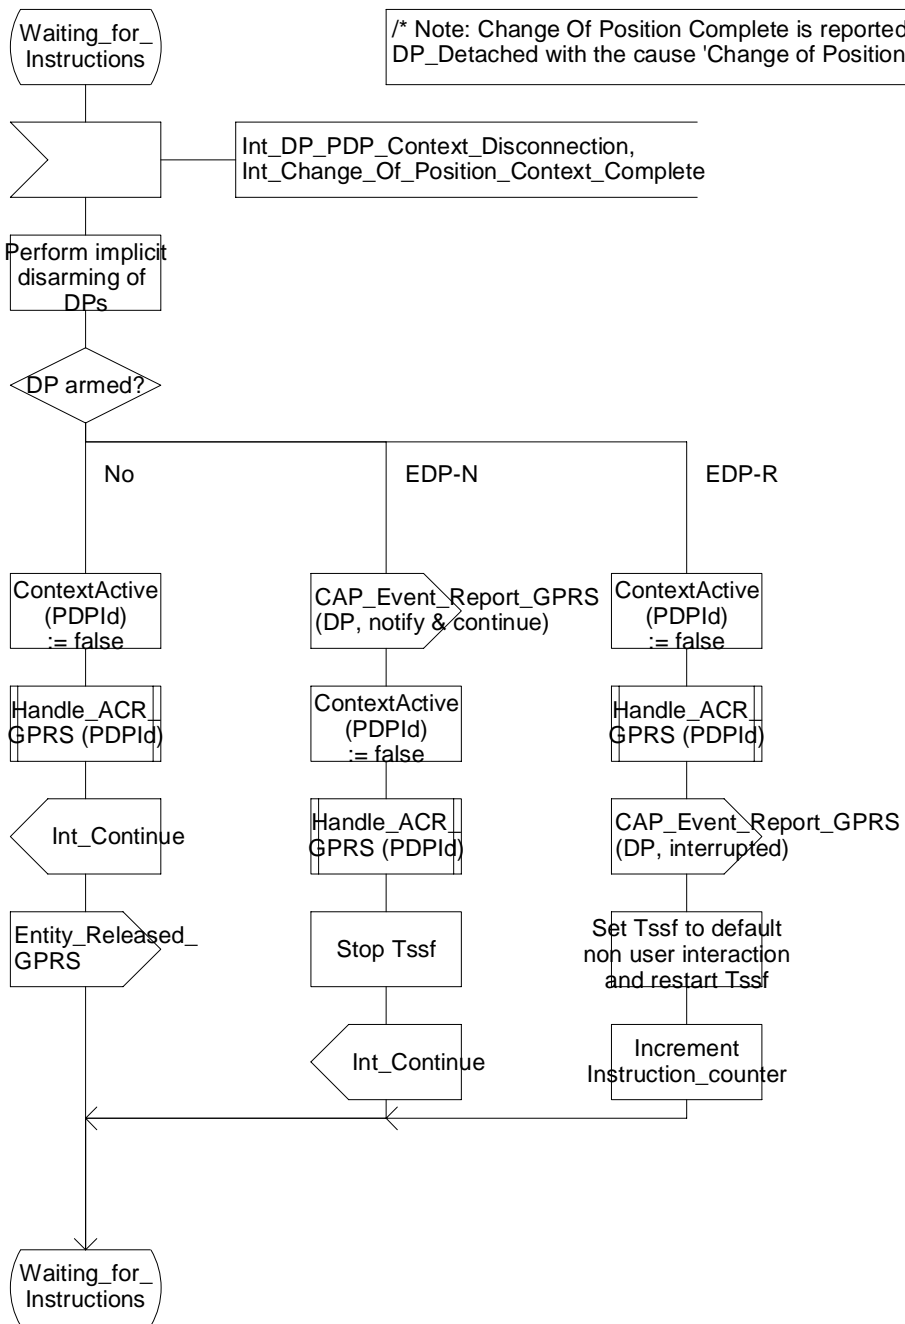 Waiting_for_
Instructions
/* Note: Change Of Position Complete is reported
DP_Detached with the cause 'Change of Position
Int_DP_PDP_Context_Disconnection,
Int_Change_Of_Position_Context_Complete
Perform implicit
disarming of
DPs
DP armed?
No
EDP-N
EDP-R
ContextActive
(PDPId)
:= false
Handle_ACR_
GPRS (PDPId)
Int_Continue
Entity_Released_
GPRS
CAP_Event_Report_GPRS
(DP, notify & continue)
ContextActive
(PDPId)
:= false
Handle_ACR_
GPRS (PDPId)
Stop Tssf
Int_Continue
ContextActive
(PDPId)
:= false
Handle_ACR_
GPRS (PDPId)
CAP_Event_Report_GPRS
(DP, interrupted)
Set Tssf to default
non user interaction
and restart Tssf
Increment
Instruction_counter
Waiting_for_
Instructions